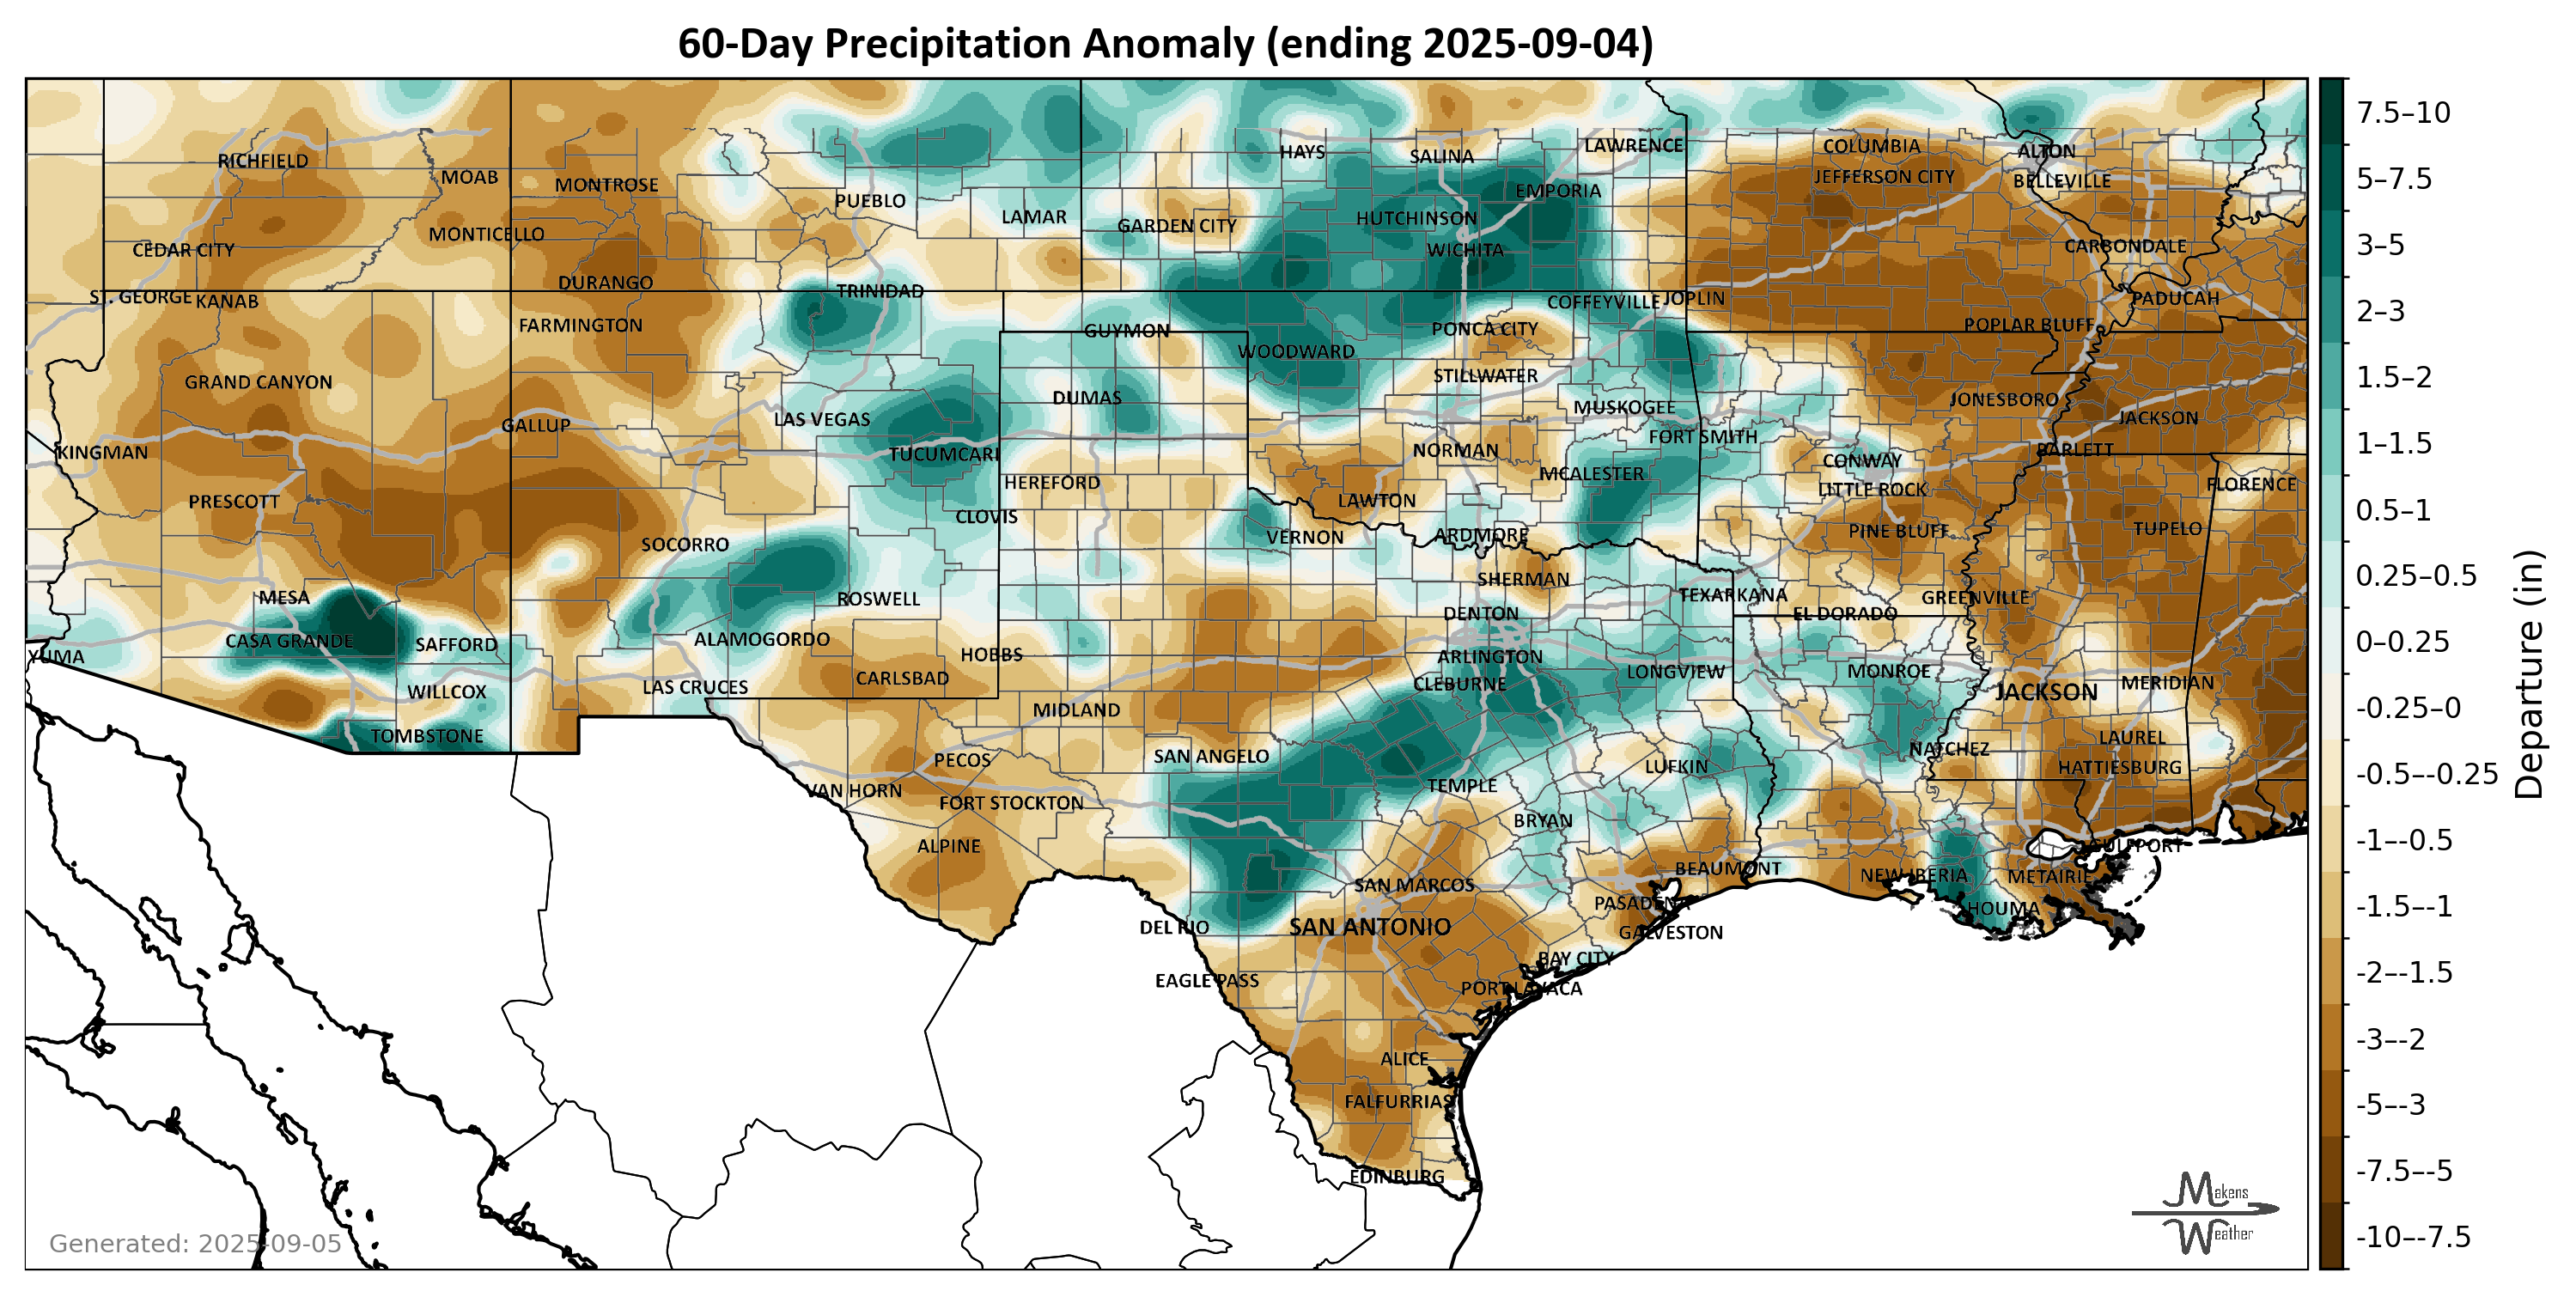 60-Day Precipitation Anomaly (ending 2025-09-04)
HAYS
SALINA
LAWRENCE
COLUMBIA
ALTON
RICHFIELD
MOAB
MONTROSE
EMPORIA
JEFFERSON CITY
BELLEVILLE
PUEBLO
LAMAR
GARDEN CITY
HUTCHINSON
MONTICELLO
CEDAR CITY
WICHITA
CARBONDALE
DURANGO
TRINIDAD
ST. GEORGE
KANAB
COFFEYVILLE
JOPLIN
PADUCAH
FARMINGTON
GUYMON
PONCA CITY
POPLAR BLUFF
WOODWARD
GRAND CANYON
STILLWATER
DUMAS
MUSKOGEE
JONESBORO
JACKSON
GALLUP
LAS VEGAS
FORT SMITH
KINGMAN
TUCUMCARI
NORMAN
BARLETT
CONWAY
PRESCOTT
HEREFORD
MCALESTER
LITTLE ROCK
FLORENCE
LAWTON
CLOVIS
PINE BLUFF
TUPELO
SOCORRO
VERNON
ARDMORE
SHERMAN
MESA
ROSWELL
TEXARKANA
GREENVILLE
DENTON
EL DORADO
CASA GRANDE
SAFFORD
ALAMOGORDO
YUMA
HOBBS
ARLINGTON
LONGVIEW
MONROE
WILLCOX
LAS CRUCES
CARLSBAD
CLEBURNE
JACKSON
MERIDIAN
MIDLAND
TOMBSTONE
LAUREL
PECOS
SAN ANGELO
NATCHEZ
LUFKIN
HATTIESBURG
VAN HORN
FORT STOCKTON
TEMPLE
BRYAN
ALPINE
GULFPORT
BEAUMONT
SAN MARCOS
NEW IBERIA
METAIRIE
PASADENA
HOUMA
DEL RIO
SAN ANTONIO
GALVESTON
BAY CITY
EAGLE PASS
PORT LAVACA
ALICE
FALFURRIAS
EDINBURG
Generated: 2025-09-05
Makens
Weather
7.5–10
5–7.5
3–5
2–3
1.5–2
1–1.5
0.5–1
0.25–0.5
0–0.25
-0.25–0
-0.5–-0.25
-1–-0.5
-1.5–-1
-2–-1.5
-3–-2
-5–-3
-7.5–-5
-10–-7.5
Departure (in)